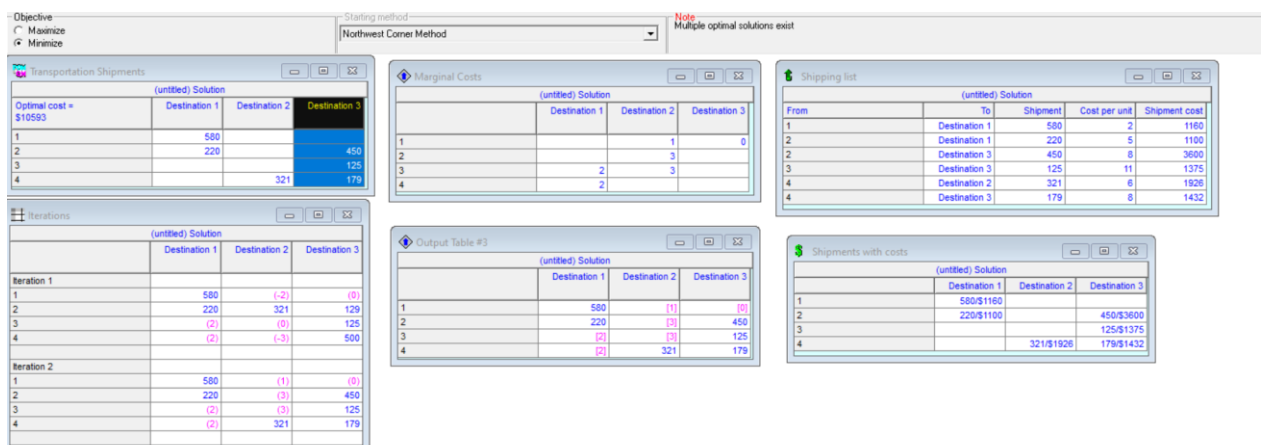 Objective
Maximize
Minimize
Starting method
Northwest Corner Method
Note
Multiple optimal solutions exist
Transportation Shipments
(untitled) Solution
Optimal cost = $10593 Destination 1 Destination 2 Destination 3
1 580
2 220 450
3 125
4 321 179
Marginal Costs
(untitled) Solution
Destination 1 Destination 2 Destination 3
1 1 0
2 3
3 2 3
4 2
Shipping list
(untitled) Solution
From To Shipment Cost per unit Shipment cost
1 Destination 1 580 2 1160
2 Destination 1 220 5 1100
2 Destination 3 450 8 3600
3 Destination 3 125 11 1375
4 Destination 2 321 6 1926
4 Destination 3 179 8 1432
Iterations
(untitled) Solution
Destination 1 Destination 2 Destination 3
Iteration 1
1 580 (-2) (0)
2 220 321 129
3 (2) (0) 125
4 (2) (-3) 500
Iteration 2
1 580 (1) (0)
2 220 (3) 450
3 (2) (3) 125
4 (2) 321 179
Output Table #3
(untitled) Solution
Destination 1 Destination 2 Destination 3
1 580 [1] [0]
2 220 [3] 450
3 [2] [3] 125
4 [2] 321 179
Shipments with costs
(untitled) Solution
Destination 1 Destination 2 Destination 3
1 580/$1160
2 220/$1100 450/$3600
3 125/$1375
4 321/$1926 179/$1432